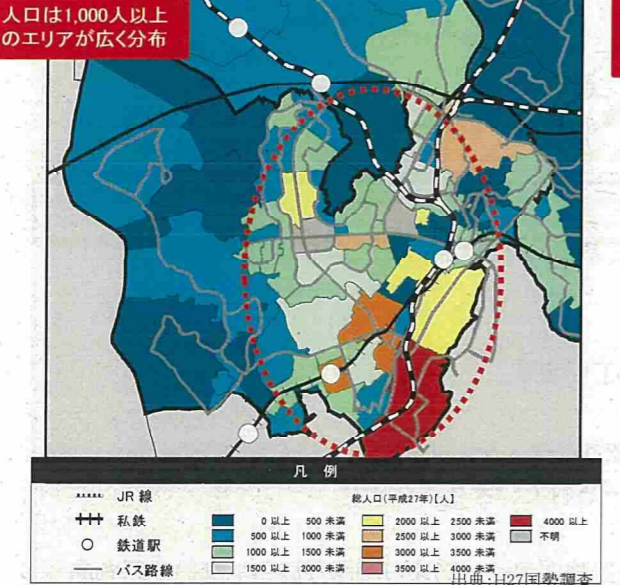 人口は1,000人以上
のエリアが広く分布
凡 例
JR 線
私鉄
鉄道駅
バス路線
総人口(平成27年)【人】
0 以上 500 未満
500 以上 1000 未満
1000 以上 1500 未満
1500 以上 2000 未満
2000 以上 2500 未満
2500 以上 3000 未満
3000 以上 3500 未満
3500 以上 4000 未満
4000 以上
不明
出典:H27国勢調査